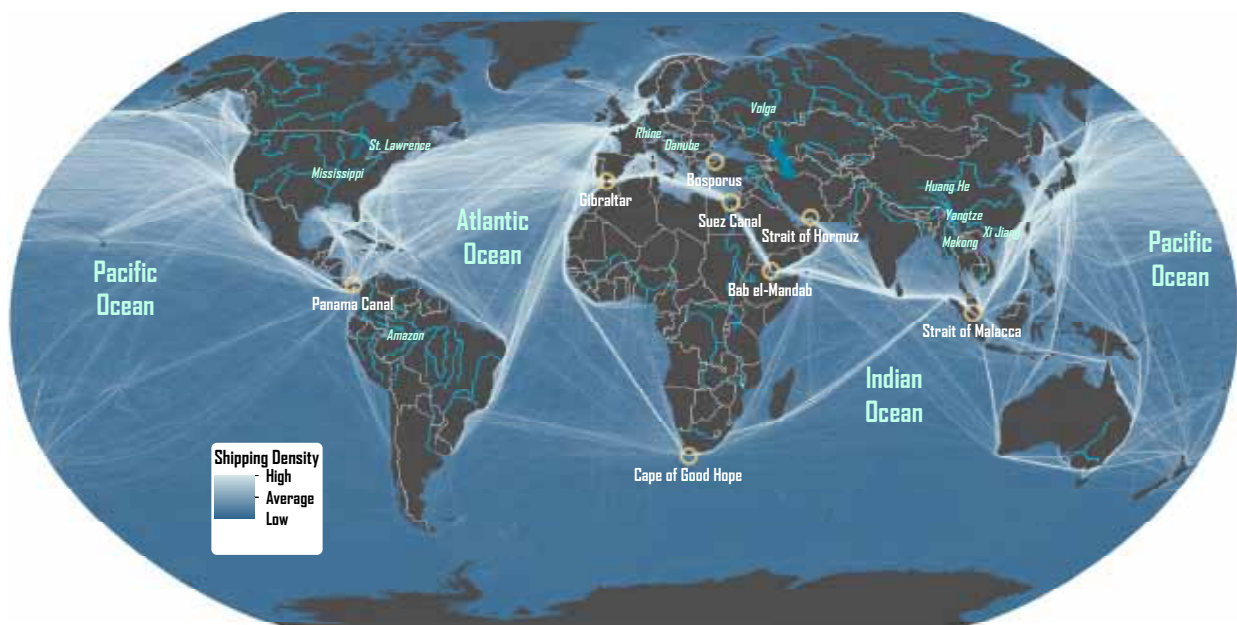 Volga
Rhine
Danube
St. Lawrence
Mississippi
Bosporus
Huang He
Gibraltar
Suez Canal
Yangtze
Xi Jiang
Mekong
Strait of Hormuz
Atlantic
Ocean
Pacific
Ocean
Pacific
Ocean
Bab el-Mandab
Panama Canal
Strait of Malacca
Amazon
Indian
Ocean
Cape of Good Hope
Shipping Density
High
Average
Low